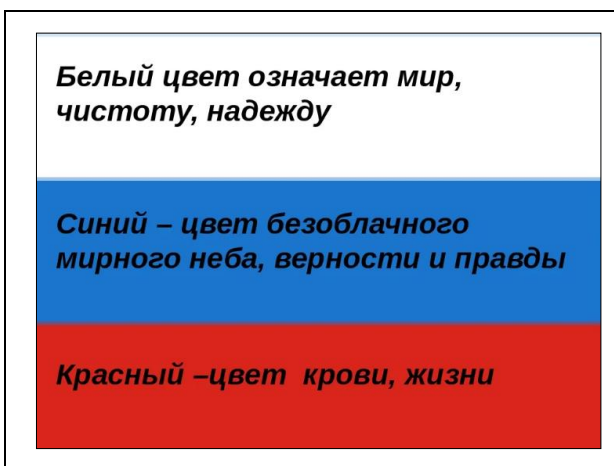 Белый цвет означает мир,
чистоту, надежду
Синий – цвет безоблачного
мирного неба, верности и правды
Красный –цвет  крови, жизни